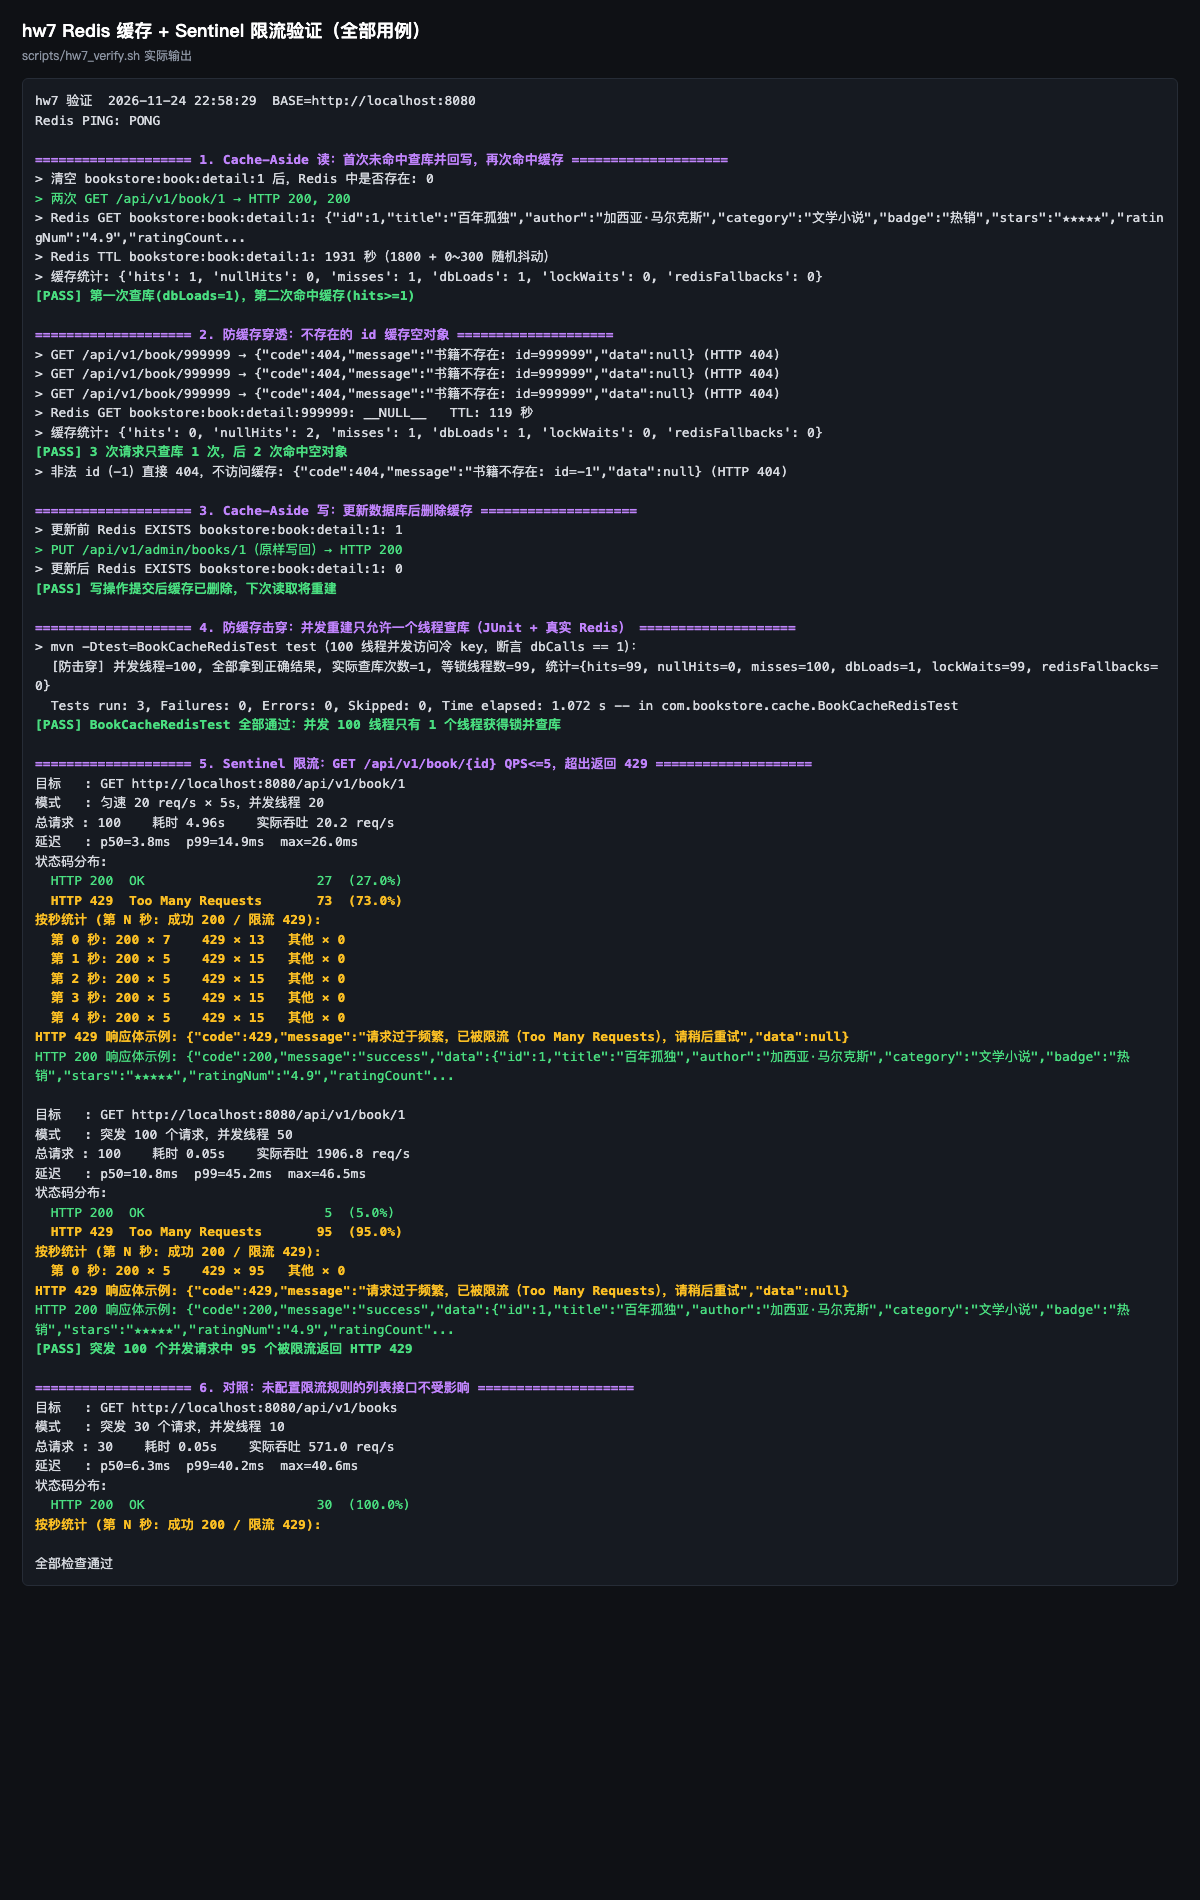 hw7 Redis 缓存 + Sentinel 限流验证（全部用例）
scripts/hw7_verify.sh 实际输出
hw7 验证  2026-11-24 22:58:29  BASE=http://localhost:8080
Redis PING: PONG
==================== 1. Cache-Aside 读：首次未命中查库并回写，再次命中缓存 ====================
> 清空 bookstore:book:detail:1 后，Redis 中是否存在: 0
> 两次 GET /api/v1/book/1 → HTTP 200, 200
> Redis GET bookstore:book:detail:1: {"id":1,"title":"百年孤独","author":"加西亚·马尔克斯","category":"文学小说","badge":"热销","stars":"★★★★★","ratin
gNum":"4.9","ratingCount...
> Redis TTL bookstore:book:detail:1: 1931 秒（1800 + 0~300 随机抖动）
> 缓存统计: {'hits': 1, 'nullHits': 0, 'misses': 1, 'dbLoads': 1, 'lockWaits': 0, 'redisFallbacks': 0}
[PASS] 第一次查库(dbLoads=1)，第二次命中缓存(hits>=1)
==================== 2. 防缓存穿透：不存在的 id 缓存空对象 ====================
> GET /api/v1/book/999999 → {"code":404,"message":"书籍不存在: id=999999","data":null} (HTTP 404)
> GET /api/v1/book/999999 → {"code":404,"message":"书籍不存在: id=999999","data":null} (HTTP 404)
> GET /api/v1/book/999999 → {"code":404,"message":"书籍不存在: id=999999","data":null} (HTTP 404)
> Redis GET bookstore:book:detail:999999: __NULL__   TTL: 119 秒
> 缓存统计: {'hits': 0, 'nullHits': 2, 'misses': 1, 'dbLoads': 1, 'lockWaits': 0, 'redisFallbacks': 0}
[PASS] 3 次请求只查库 1 次，后 2 次命中空对象
> 非法 id（-1）直接 404，不访问缓存: {"code":404,"message":"书籍不存在: id=-1","data":null} (HTTP 404)
==================== 3. Cache-Aside 写：更新数据库后删除缓存 ====================
> 更新前 Redis EXISTS bookstore:book:detail:1: 1
> PUT /api/v1/admin/books/1（原样写回）→ HTTP 200
> 更新后 Redis EXISTS bookstore:book:detail:1: 0
[PASS] 写操作提交后缓存已删除，下次读取将重建
==================== 4. 防缓存击穿：并发重建只允许一个线程查库（JUnit + 真实 Redis） ====================
> mvn -Dtest=BookCacheRedisTest test（100 线程并发访问冷 key，断言 dbCalls == 1）：
  [防击穿] 并发线程=100, 全部拿到正确结果, 实际查库次数=1, 等锁线程数=99, 统计={hits=99, nullHits=0, misses=100, dbLoads=1, lockWaits=99, redisFallbacks=
0}
  Tests run: 3, Failures: 0, Errors: 0, Skipped: 0, Time elapsed: 1.072 s -- in com.bookstore.cache.BookCacheRedisTest
[PASS] BookCacheRedisTest 全部通过：并发 100 线程只有 1 个线程获得锁并查库
==================== 5. Sentinel 限流：GET /api/v1/book/{id} QPS<=5，超出返回 429 ====================
目标   : GET http://localhost:8080/api/v1/book/1
模式   : 匀速 20 req/s × 5s，并发线程 20
总请求 : 100    耗时 4.96s    实际吞吐 20.2 req/s
延迟   : p50=3.8ms  p99=14.9ms  max=26.0ms
状态码分布:
  HTTP 200  OK                      27  (27.0%)
  HTTP 429  Too Many Requests       73  (73.0%)
按秒统计 (第 N 秒: 成功 200 / 限流 429):
  第 0 秒: 200 × 7    429 × 13   其他 × 0
  第 1 秒: 200 × 5    429 × 15   其他 × 0
  第 2 秒: 200 × 5    429 × 15   其他 × 0
  第 3 秒: 200 × 5    429 × 15   其他 × 0
  第 4 秒: 200 × 5    429 × 15   其他 × 0
HTTP 429 响应体示例: {"code":429,"message":"请求过于频繁，已被限流（Too Many Requests），请稍后重试","data":null}
HTTP 200 响应体示例: {"code":200,"message":"success","data":{"id":1,"title":"百年孤独","author":"加西亚·马尔克斯","category":"文学小说","badge":"热
销","stars":"★★★★★","ratingNum":"4.9","ratingCount"...
目标   : GET http://localhost:8080/api/v1/book/1
模式   : 突发 100 个请求，并发线程 50
总请求 : 100    耗时 0.05s    实际吞吐 1906.8 req/s
延迟   : p50=10.8ms  p99=45.2ms  max=46.5ms
状态码分布:
  HTTP 200  OK                       5  (5.0%)
  HTTP 429  Too Many Requests       95  (95.0%)
按秒统计 (第 N 秒: 成功 200 / 限流 429):
  第 0 秒: 200 × 5    429 × 95   其他 × 0
HTTP 429 响应体示例: {"code":429,"message":"请求过于频繁，已被限流（Too Many Requests），请稍后重试","data":null}
HTTP 200 响应体示例: {"code":200,"message":"success","data":{"id":1,"title":"百年孤独","author":"加西亚·马尔克斯","category":"文学小说","badge":"热
销","stars":"★★★★★","ratingNum":"4.9","ratingCount"...
[PASS] 突发 100 个并发请求中 95 个被限流返回 HTTP 429
==================== 6. 对照：未配置限流规则的列表接口不受影响 ====================
目标   : GET http://localhost:8080/api/v1/books
模式   : 突发 30 个请求，并发线程 10
总请求 : 30    耗时 0.05s    实际吞吐 571.0 req/s
延迟   : p50=6.3ms  p99=40.2ms  max=40.6ms
状态码分布:
  HTTP 200  OK                      30  (100.0%)
按秒统计 (第 N 秒: 成功 200 / 限流 429):
全部检查通过